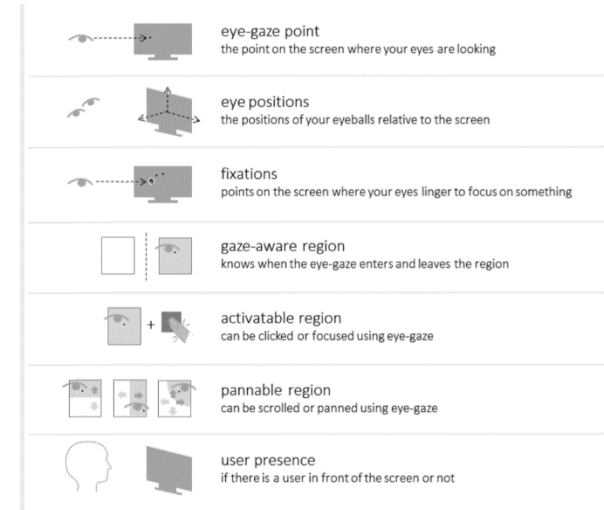 eye-gaze point
the point on the screen where your eyes are looking
eye positions
the positions of your eyeballs relative to the screen
fixations
points on the screen where your eyes linger to focus on something
gaze-aware region
knows when the eye-gaze enters and leaves the region
activatable region
can be clicked or focused using eye-gaze
pannable region
can be scrolled or panned using eye-gaze
user presence
if there is a user in front of the screen or not